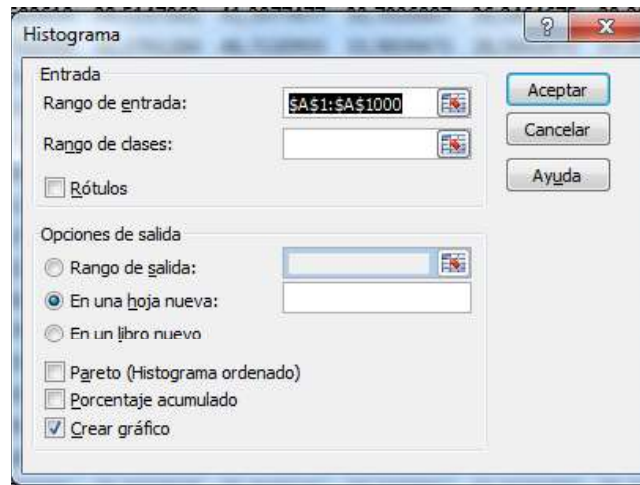 Histograma
Entrada
Rango de entrada: $A$1:$A$1000
Rango de clases:
Rótulos
Aceptar
Cancelar
Ayuda
Opciones de salida
Rango de salida:
En una hoja nueva:
En un libro nuevo
Pareto (Histograma ordenado)
Porcentaje acumulado
Crear gráfico